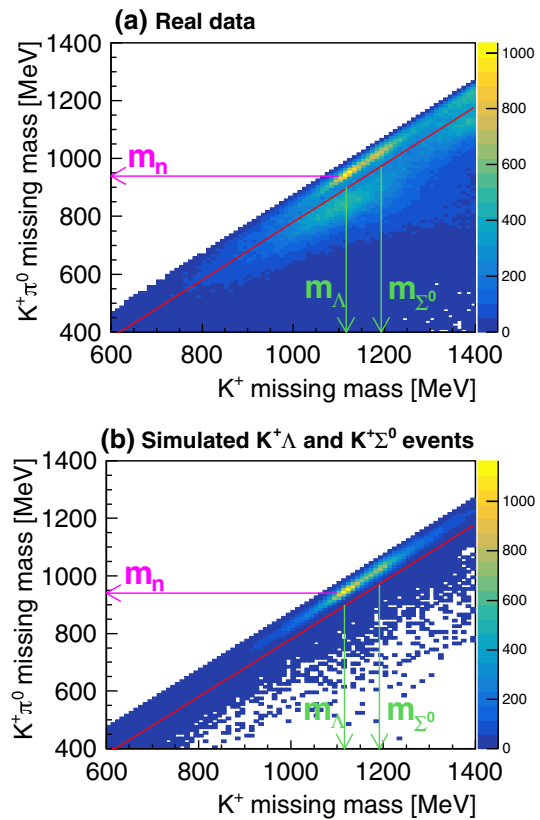 (a) Real data
K⁺π⁰ missing mass [MeV]
1400
1200
1000
800
600
400
mₙ
m_Λ m_Σ⁰
600 800 1000 1200 1400
K⁺ missing mass [MeV]
1000
800
600
400
200
0
(b) Simulated K⁺Λ and K⁺Σ⁰ events
K⁺π⁰ missing mass [MeV]
1400
1200
1000
800
600
400
mₙ
m_Λ m_Σ⁰
600 800 1000 1200 1400
K⁺ missing mass [MeV]
1000
800
600
400
200
0